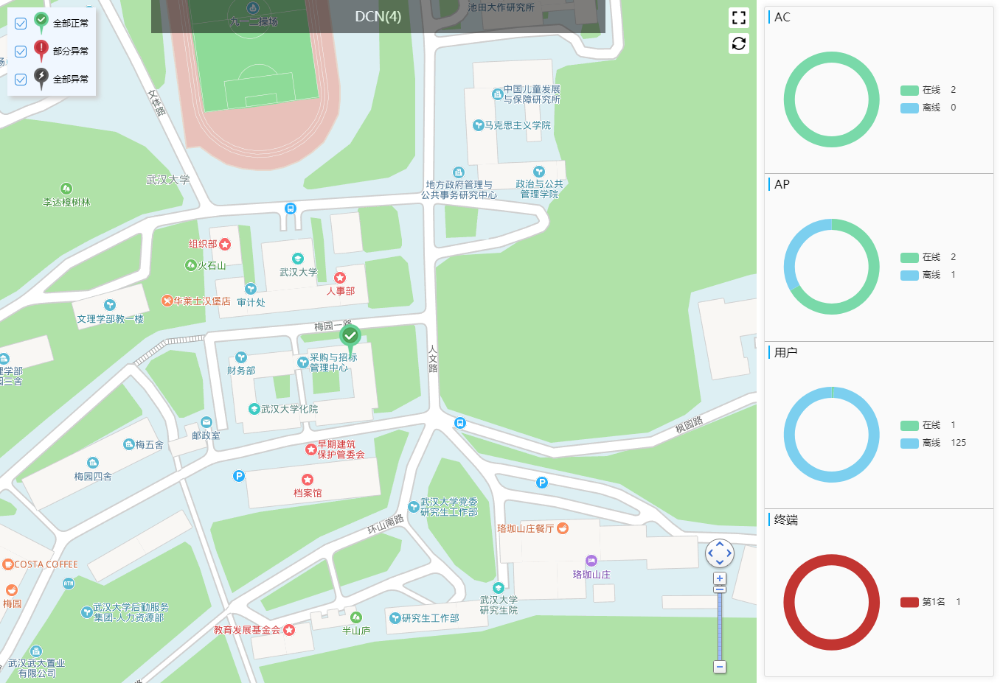 DCN(4)
全部正常
部分异常
全部异常
九一二操场
池田大作研究所
文体路
中国儿童发展
与保障研究所
马克思主义学院
武汉大学
地方政府管理与
公共事务研究中心
政治与公共
管理学院
李达樟树林
组织部
火石山
武汉大学
人事部
华莱士汉堡店
审计处
文理学部教一楼
梅园一路
人文路
采购与招标
管理中心
财务部
武汉大学化院
邮政室
枫园路
梅五舍
早期建筑
保护管委会
梅园四舍
P
档案馆
P
武汉大学党委
研究生工作部
环山南路
珞珈山庄餐厅
珞珈山庄
COSTA COFFEE
ATM
梅园
武汉大学后勤服务
集团-人力资源部
武汉大学
研究生院
研究生工作部
教育发展基金会
半山庐
武汉武大置业
有限公司
AC
在线 2
离线 0
AP
在线 2
离线 1
用户
在线 1
离线 125
终端
第1名 1